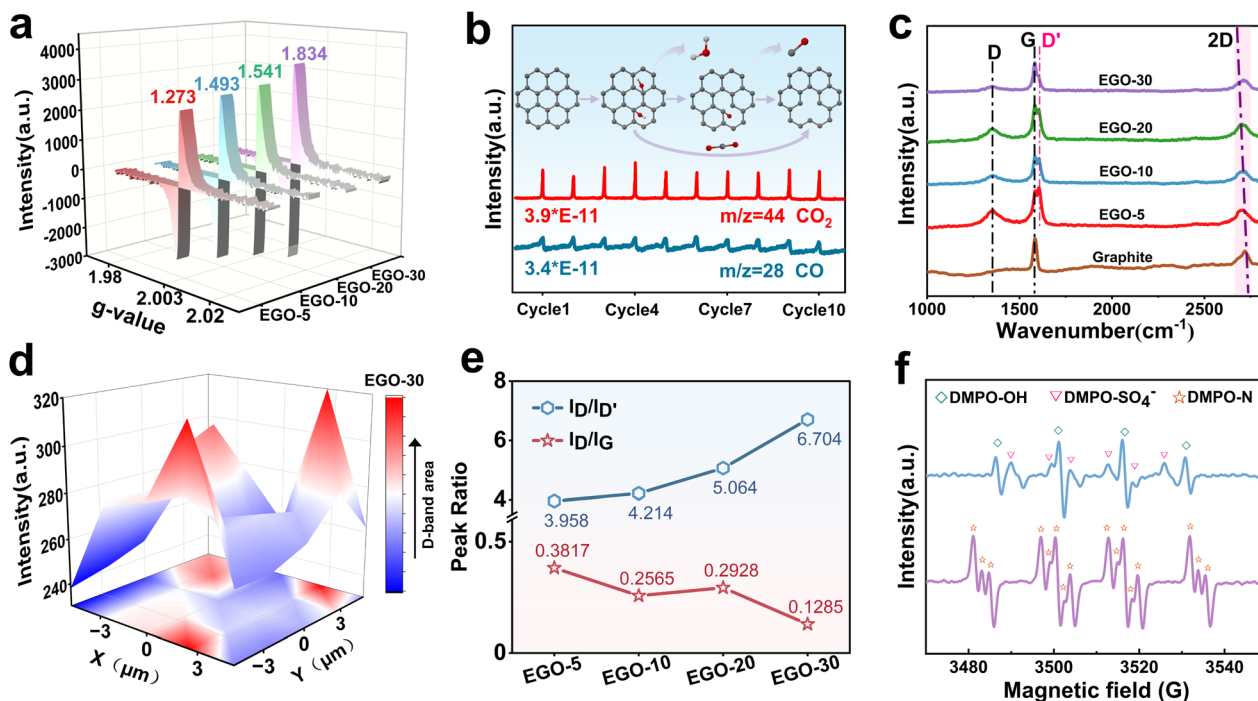 a
4000
3000
2000
1000
0
-1000
-2000
-3000
Intensity(a.u.)
1.273
1.493
1.541
1.834
1.98
2.003
2.02
g-value
EGO-5
EGO-10
EGO-20
EGO-30
b
Intensity(a.u.)
3.9*E-11
m/z=44 CO₂
3.4*E-11
m/z=28 CO
Cycle1
Cycle4
Cycle7
Cycle10
c
D
G
D'
2D
EGO-30
EGO-20
EGO-10
EGO-5
Graphite
Intensity(a.u.)
1000
1500
2000
2500
Wavenumber(cm⁻¹)
d
EGO-30
320
300
280
260
240
Intensity(a.u.)
D-band area
−3
0
3
X (μm)
−3
0
3
Y (μm)
e
8
6
4
0.5
0
Peak Ratio
I_D/I_D'
I_D/I_G
3.958
4.214
5.064
6.704
0.3817
0.2565
0.2928
0.1285
EGO-5
EGO-10
EGO-20
EGO-30
f
DMPO-OH
DMPO-SO₄⁻
DMPO-N
Intensity(a.u.)
3480
3500
3520
3540
Magnetic field (G)